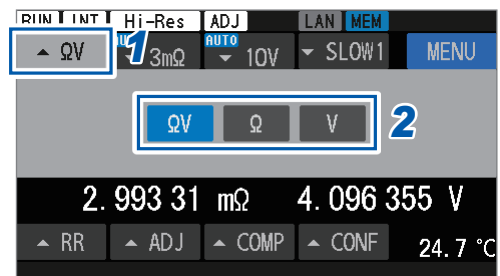 RUN INT Hi-Res ADJ LAN MEM
ΩV 1 AUTO 3mΩ AUTO 10V SLOW1 MENU
ΩV Ω V 2
2.993 31 mΩ 4.096 355 V
RR ADJ COMP CONF 24.7 °C